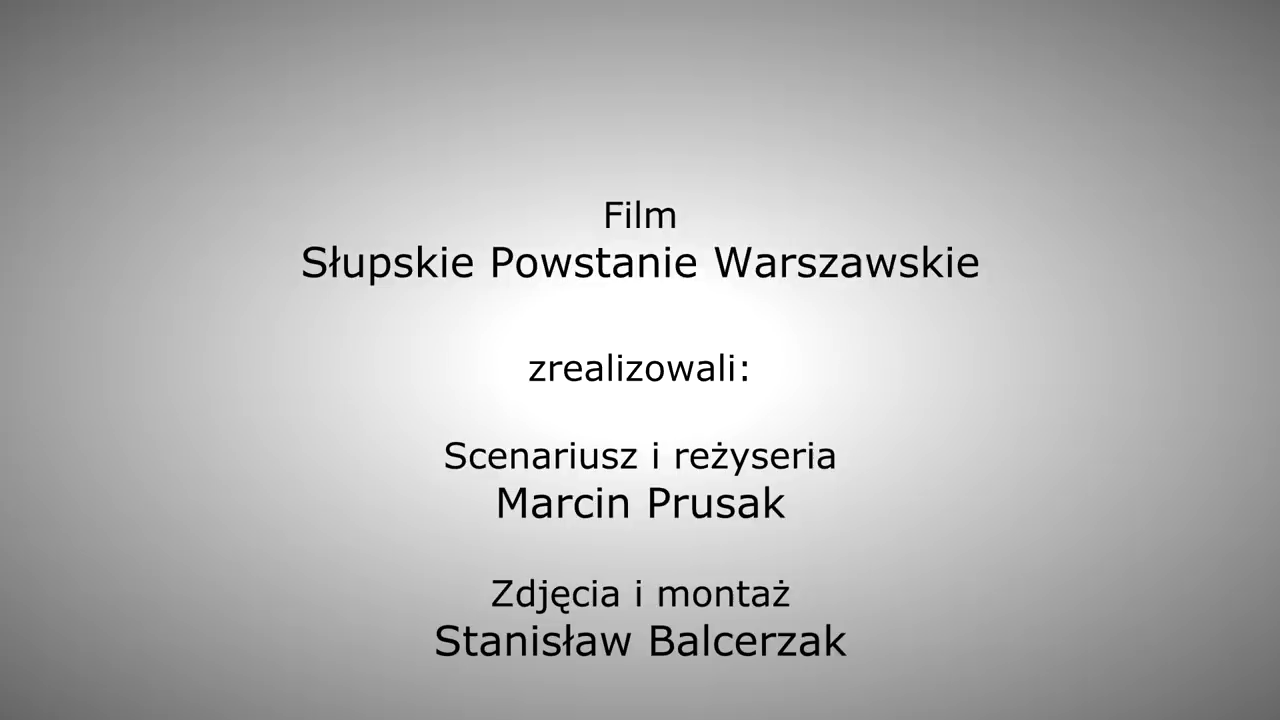 Film
Słupskie Powstanie Warszawskie
zrealizowali:
Scenariusz i reżyseria
Marcin Prusak
Zdjęcia i montaż
Stanisław Balcerzak